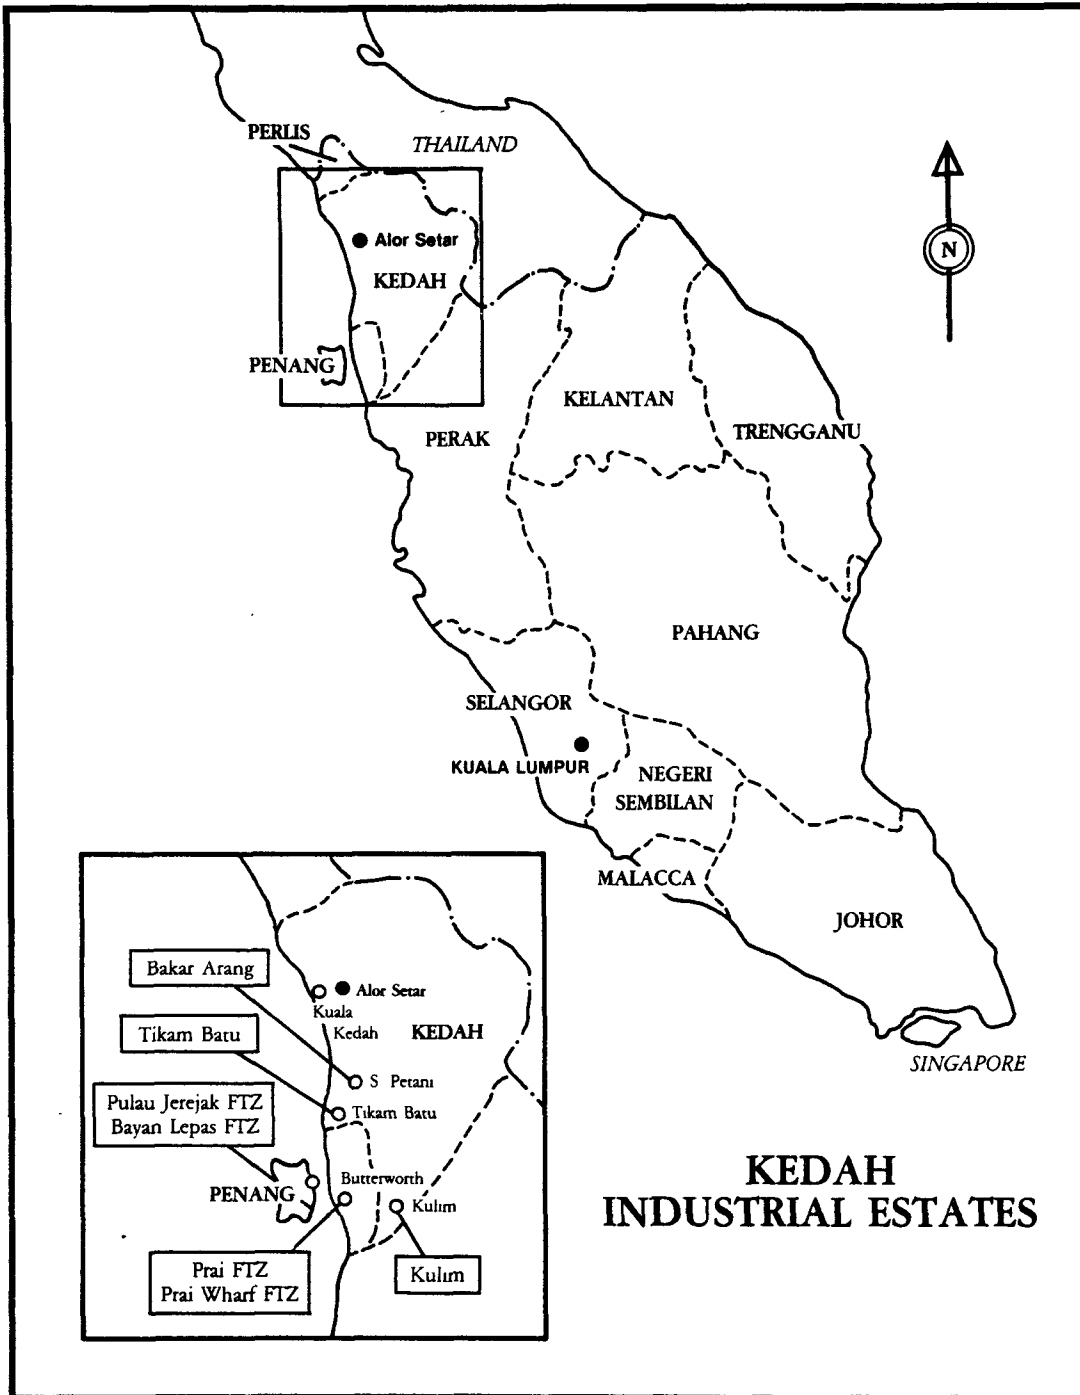 PERLIS
THAILAND
Alor Setar
KEDAH
PENANG
PERAK
KELANTAN
TRENGGANU
N
PAHANG
SELANGOR
KUALA LUMPUR
NEGERI
SEMBILAN
MALACCA
JOHOR
SINGAPORE
Bakar Arang
Alor Setar
Kuala
Kedah
KEDAH
Tikam Batu
S Petani
Tikam Batu
Pulau Jerejak FTZ
Bayan Lepas FTZ
PENANG
Butterworth
Kulim
Prai FTZ
Prai Wharf FTZ
Kulim
KEDAH
INDUSTRIAL ESTATES